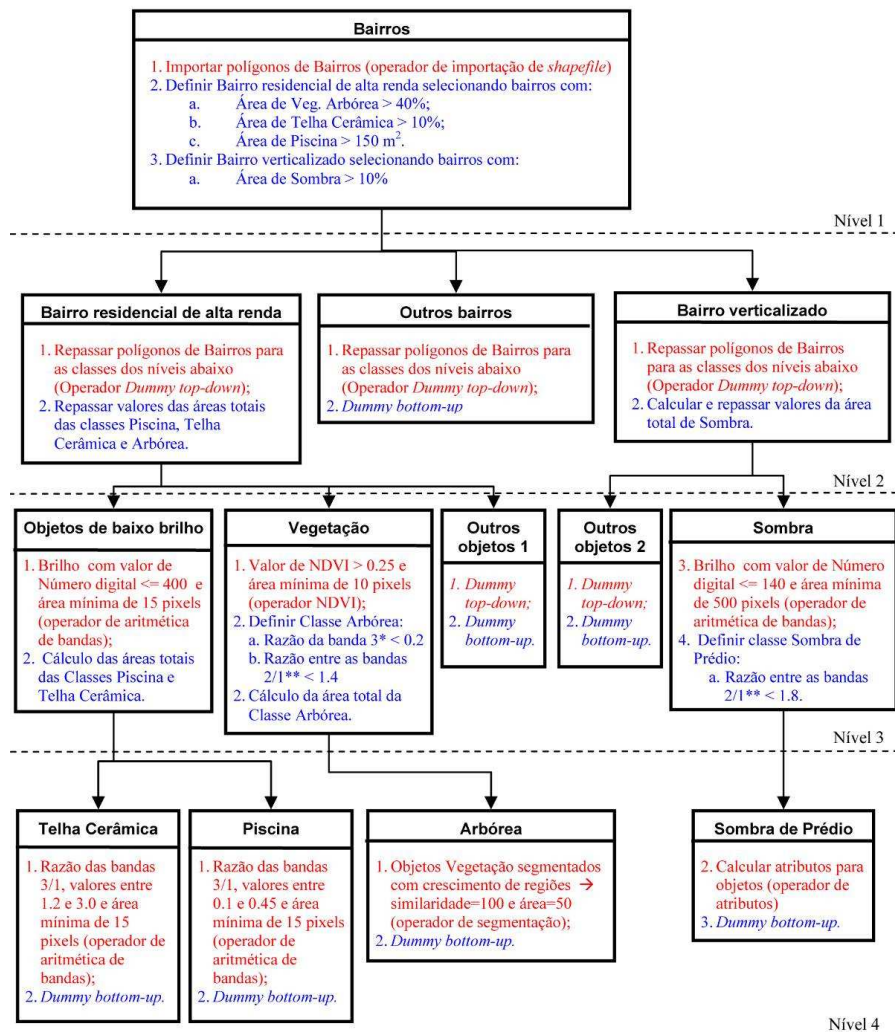 Bairros
1. Importar polígonos de Bairros (operador de importação de shapefile)
2. Definir Bairro residencial de alta renda selecionando bairros com:
a. Área de Veg. Arbórea > 40%;
b. Área de Telha Cerâmica > 10%;
c. Área de Piscina > 150 m².
3. Definir Bairro verticalizado selecionando bairros com:
a. Área de Sombra > 10%
Nível 1
Bairro residencial de alta renda
1. Repassar polígonos de Bairros para
as classes dos níveis abaixo
(Operador Dummy top-down);
2. Repassar valores das áreas totais
das classes Piscina, Telha
Cerâmica e Arbórea.
Outros bairros
1. Repassar polígonos de Bairros para as
classes dos níveis abaixo
(Operador Dummy top-down);
2. Dummy bottom-up
Bairro verticalizado
1. Repassar polígonos de Bairros
para as classes dos níveis abaixo
(Operador Dummy top-down);
2. Calcular e repassar valores da área
total de Sombra.
Nível 2
Objetos de baixo brilho
1. Brilho com valor de
Número digital <= 400 e
área mínima de 15 pixels
(operador de aritmética
de bandas);
2. Cálculo das áreas totais
das Classes Piscina e
Telha Cerâmica.
Vegetação
1. Valor de NDVI > 0.25 e
área mínima de 10 pixels
(operador NDVI);
2. Definir Classe Arbórea:
a. Razão da banda 3* < 0.2
b. Razão entre as bandas
2/1** < 1.4
2. Cálculo da área total da
Classe Arbórea.
Outros
objetos 1
1. Dummy
top-down;
2. Dummy
bottom-up.
Outros
objetos 2
1. Dummy
top-down;
2. Dummy
bottom-up.
Sombra
3. Brilho com valor de Número
digital <= 140 e área mínima
de 500 pixels (operador de
aritmética de bandas);
4. Definir classe Sombra de
Prédio:
a. Razão entre as bandas
2/1** < 1.8.
Nível 3
Telha Cerâmica
1. Razão das bandas
3/1, valores entre
1.2 e 3.0 e área
mínima de 15
pixels (operador de
aritmética de
bandas);
2. Dummy bottom-up.
Piscina
1. Razão das bandas
3/1, valores entre
0.1 e 0.45 e área
mínima de 15 pixels
(operador de
aritmética de
bandas);
2. Dummy bottom-up.
Arbórea
1. Objetos Vegetação segmentados
com crescimento de regiões →
similaridade=100 e área=50
(operador de segmentação);
2. Dummy bottom-up.
Sombra de Prédio
2. Calcular atributos para
objetos (operador de
atributos)
3. Dummy bottom-up.
Nível 4